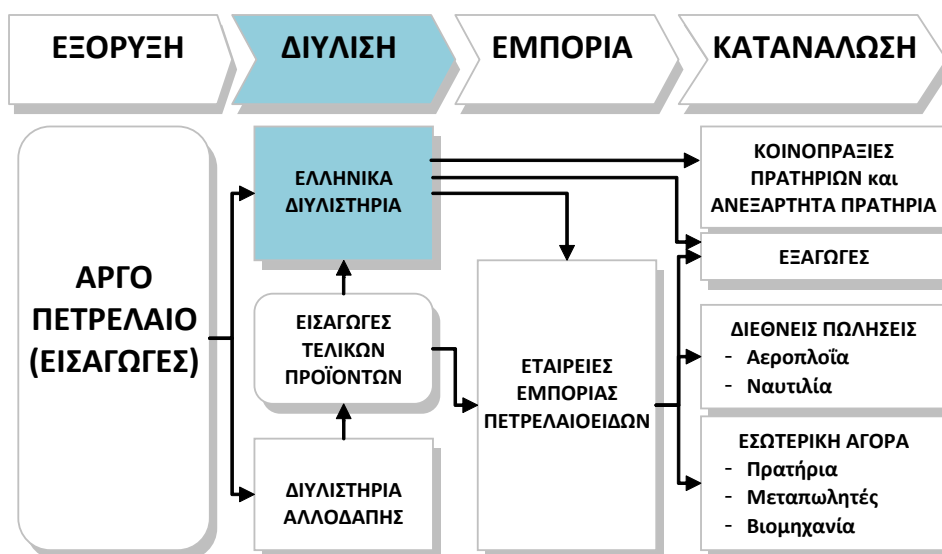 ΕΞΟΡΥΞΗ
ΔΙΥΛΙΣΗ
ΕΜΠΟΡΙΑ
ΚΑΤΑΝΑΛΩΣΗ
ΑΡΓΟ
ΠΕΤΡΕΛΑΙΟ
(ΕΙΣΑΓΩΓΕΣ)
ΕΛΛΗΝΙΚΑ
ΔΙΥΛΙΣΤΗΡΙΑ
ΕΙΣΑΓΩΓΕΣ
ΤΕΛΙΚΩΝ
ΠΡΟΪΟΝΤΩΝ
ΔΙΥΛΙΣΤΗΡΙΑ
ΑΛΛΟΔΑΠΗΣ
ΕΤΑΙΡΕΙΕΣ
ΕΜΠΟΡΙΑΣ
ΠΕΤΡΕΛΑΙΟΕΙΔΩΝ
ΚΟΙΝΟΠΡΑΞΙΕΣ
ΠΡΑΤΗΡΙΩΝ και
ΑΝΕΞΑΡΤΗΤΑ ΠΡΑΤΗΡΙΑ
ΕΞΑΓΩΓΕΣ
ΔΙΕΘΝΕΙΣ ΠΩΛΗΣΕΙΣ
- Αεροπλοΐα
- Ναυτιλία
ΕΣΩΤΕΡΙΚΗ ΑΓΟΡΑ
- Πρατήρια
- Μεταπωλητές
- Βιομηχανία